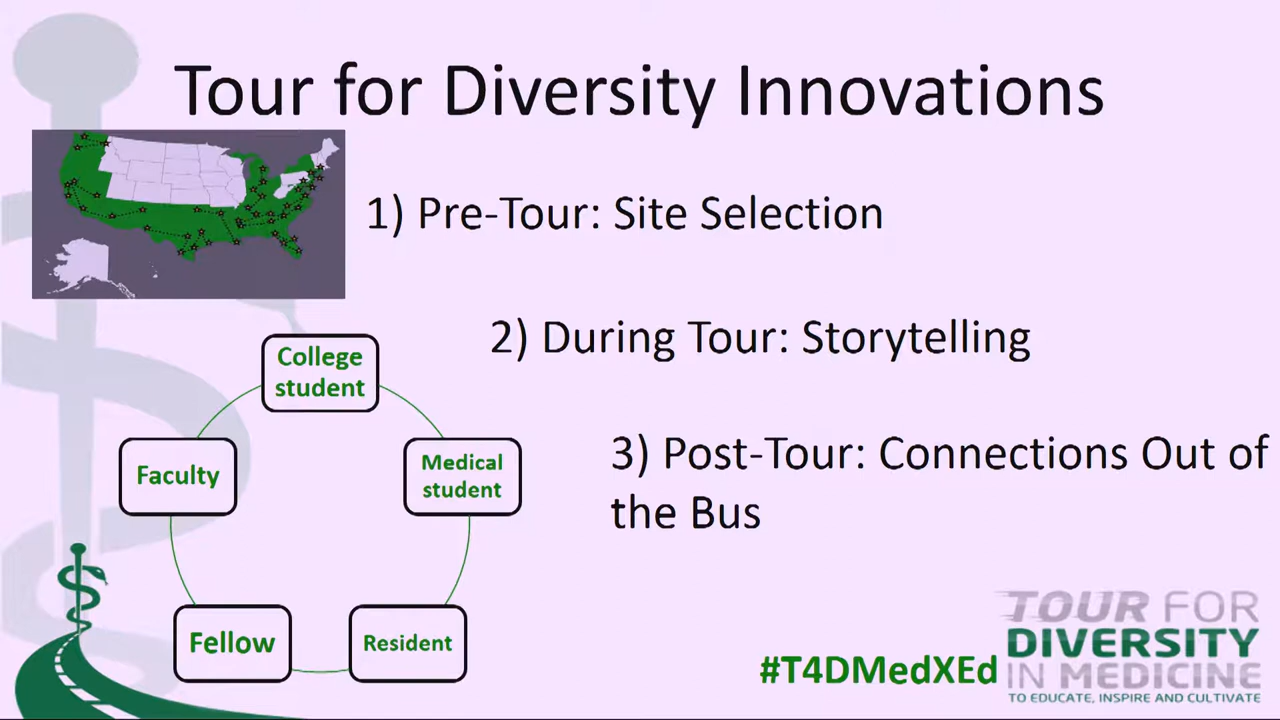 Tour for Diversity Innovations
1) Pre-Tour: Site Selection
2) During Tour: Storytelling
3) Post-Tour: Connections Out of
the Bus
College
student
Medical
student
Resident
Fellow
Faculty
#T4DMedXEd
TOUR FOR
DIVERSITY
IN MEDICINE
TO EDUCATE, INSPIRE AND CULTIVATE